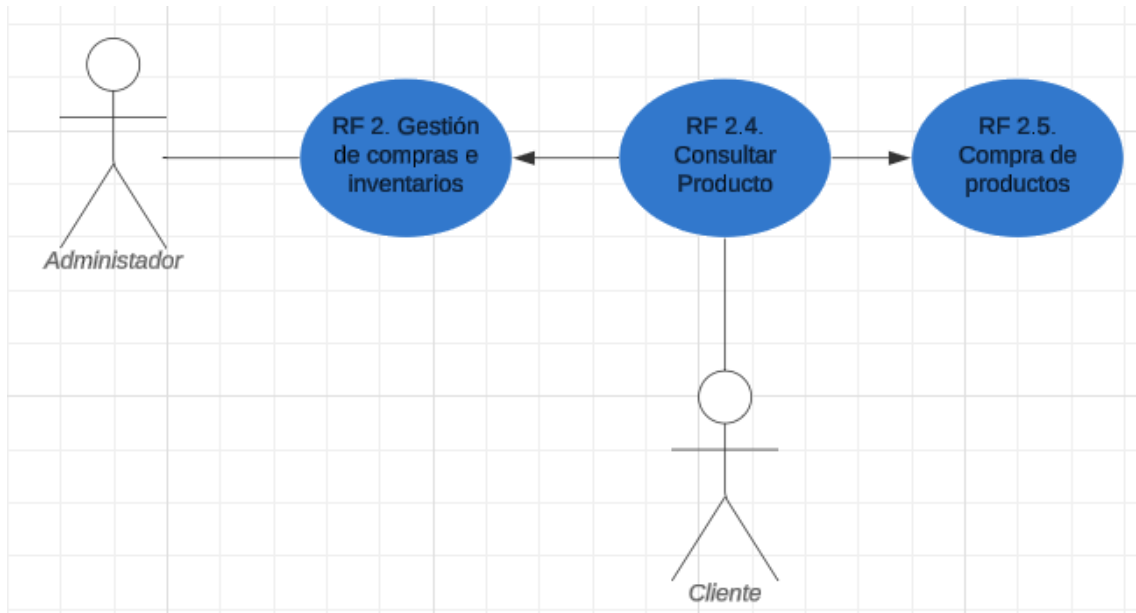 RF 2. Gestión
de compras e
inventarios
RF 2.4.
Consultar
Producto
RF 2.5.
Compra de
productos
Administador
Cliente